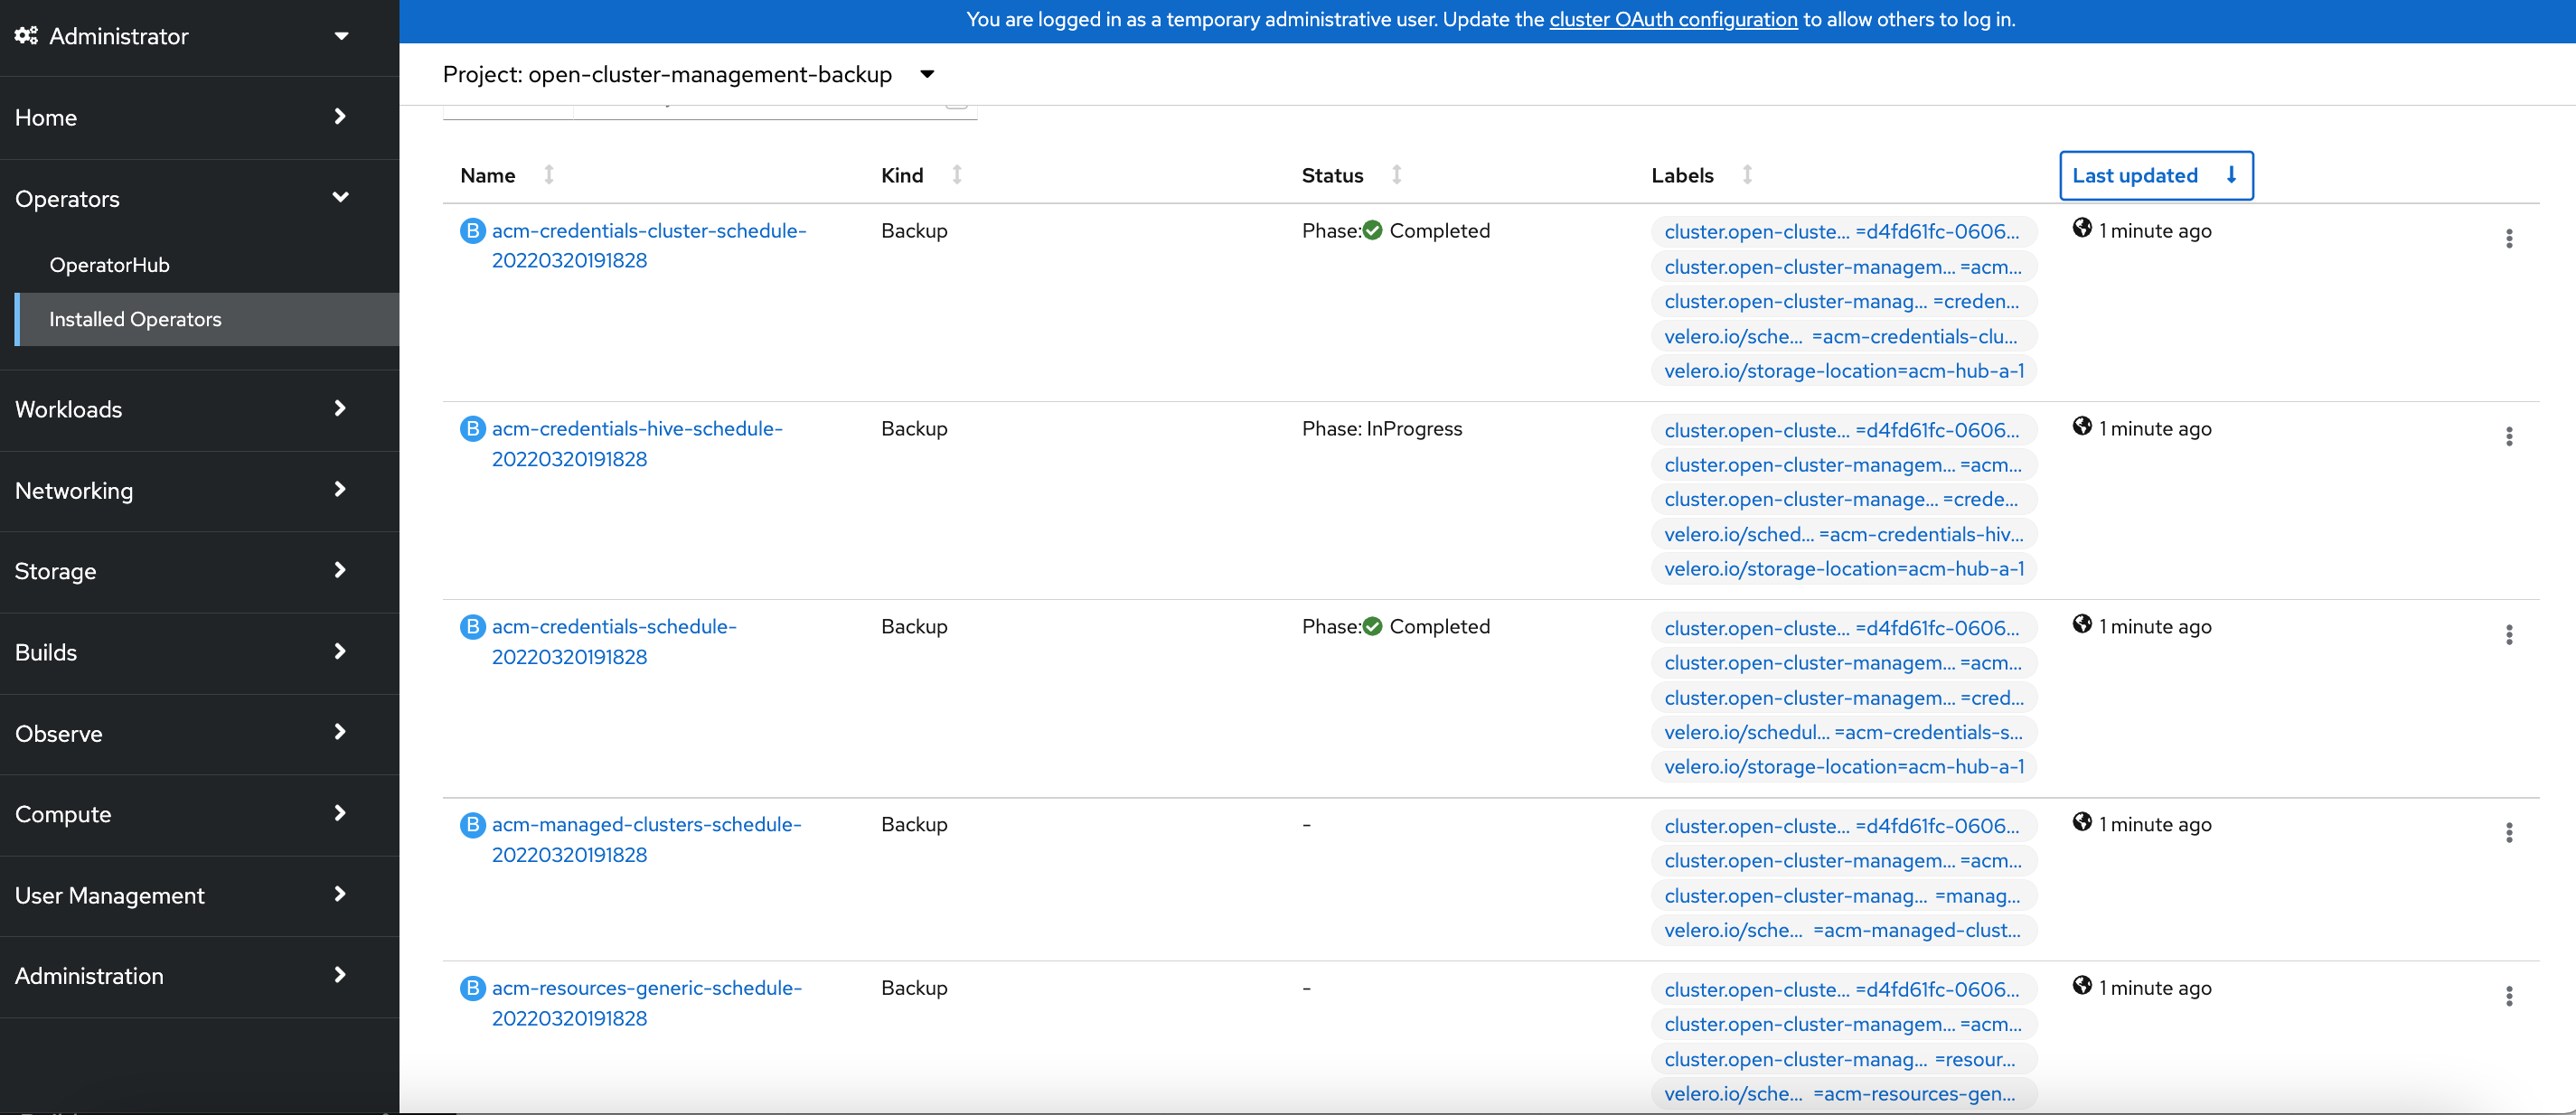 You are logged in as a temporary administrative user. Update the cluster OAuth configuration to allow others to log in.
Administrator
Home
Operators
OperatorHub
Installed Operators
Workloads
Networking
Storage
Builds
Observe
Compute
User Management
Administration
Project: open-cluster-management-backup
Name Kind Status Labels Last updated
B acm-credentials-cluster-schedule-
20220320191828
Backup
Phase: Completed
cluster.open-cluste... =d4fd61fc-0606...
cluster.open-cluster-managem... =acm...
cluster.open-cluster-manag... =creden...
velero.io/sche... =acm-credentials-clu...
velero.io/storage-location=acm-hub-a-1
1 minute ago
B acm-credentials-hive-schedule-
20220320191828
Backup
Phase: InProgress
cluster.open-cluste... =d4fd61fc-0606...
cluster.open-cluster-managem... =acm...
cluster.open-cluster-manage... =crede...
velero.io/sched... =acm-credentials-hiv...
velero.io/storage-location=acm-hub-a-1
1 minute ago
B acm-credentials-schedule-
20220320191828
Backup
Phase: Completed
cluster.open-cluste... =d4fd61fc-0606...
cluster.open-cluster-managem... =acm...
cluster.open-cluster-managem... =cred...
velero.io/schedul... =acm-credentials-s...
velero.io/storage-location=acm-hub-a-1
1 minute ago
B acm-managed-clusters-schedule-
20220320191828
Backup
-
cluster.open-cluste... =d4fd61fc-0606...
cluster.open-cluster-managem... =acm...
cluster.open-cluster-manag... =manag...
velero.io/sche... =acm-managed-clust...
1 minute ago
B acm-resources-generic-schedule-
20220320191828
Backup
-
cluster.open-cluste... =d4fd61fc-0606...
cluster.open-cluster-managem... =acm...
cluster.open-cluster-manag... =resour...
velero.io/sche... =acm-resources-gen...
1 minute ago